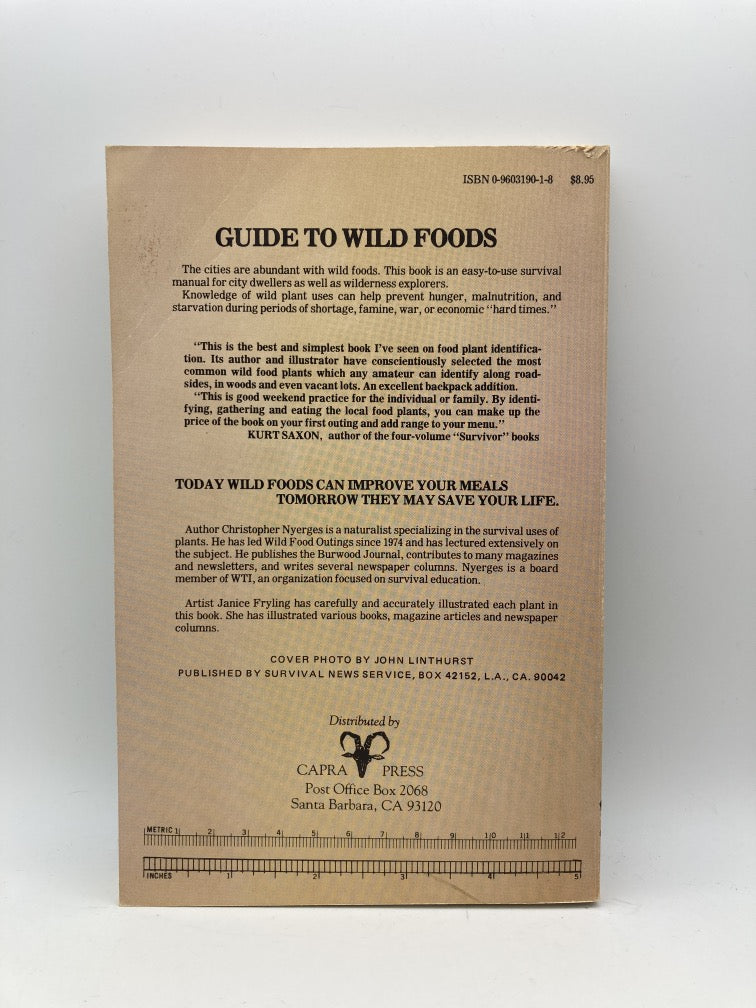 ISBN 0-9603190-1-8 $8.95
GUIDE TO WILD FOODS
The cities are abundant with wild foods. This book is an easy-to-use survival
manual for city dwellers as well as wilderness explorers.
Knowledge of wild plant uses can help prevent hunger, malnutrition, and
starvation during periods of shortage, famine, war, or economic "hard times."
"This is the best and simplest book I've seen on food plant identifica-
tion. Its author and illustrator have conscientiously selected the most
common wild food plants which any amateur can identify along road-
sides, in woods and even vacant lots. An excellent backpack addition.
"This is good weekend practice for the individual or family. By identi-
fying, gathering and eating the local food plants, you can make up the
price of the book on your first outing and add range to your menu."
KURT SAXON, author of the four-volume "Survivor" books
TODAY WILD FOODS CAN IMPROVE YOUR MEALS
TOMORROW THEY MAY SAVE YOUR LIFE.
Author Christopher Nyerges is a naturalist specializing in the survival uses of
plants. He has led Wild Food Outings since 1974 and has lectured extensively on
the subject. He publishes the Burwood Journal, contributes to many magazines
and newsletters, and writes several newspaper columns. Nyerges is a board
member of WTI, an organization focused on survival education.
Artist Janice Fryling has carefully and accurately illustrated each plant in
this book. She has illustrated various books, magazine articles and newspaper
columns.
COVER PHOTO BY JOHN LINTHURST
PUBLISHED BY SURVIVAL NEWS SERVICE, BOX 42152, L.A., CA. 90042
Distributed by
CAPRA PRESS
Post Office Box 2068
Santa Barbara, CA 93120
METRIC 1 2 3 4 5 6 7 8 9 10 11 12
INCHES 1 2 3 4 5